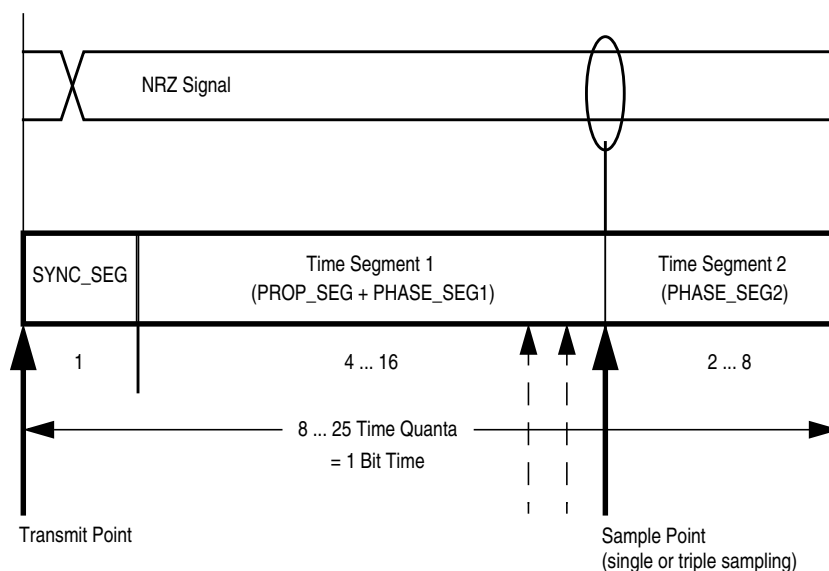 NRZ Signal
SYNC_SEG
Time Segment 1
(PROP_SEG + PHASE_SEG1)
Time Segment 2
(PHASE_SEG2)
1
4 ... 16
2 ... 8
8 ... 25 Time Quanta
= 1 Bit Time
Transmit Point
Sample Point
(single or triple sampling)